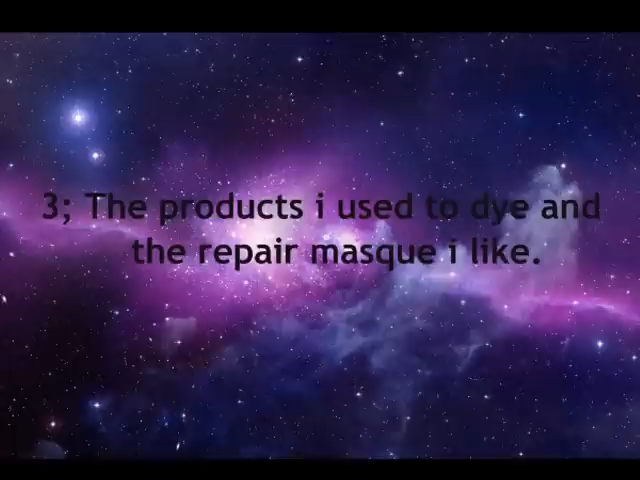 3; The products i used to dye and
the repair masque i like.